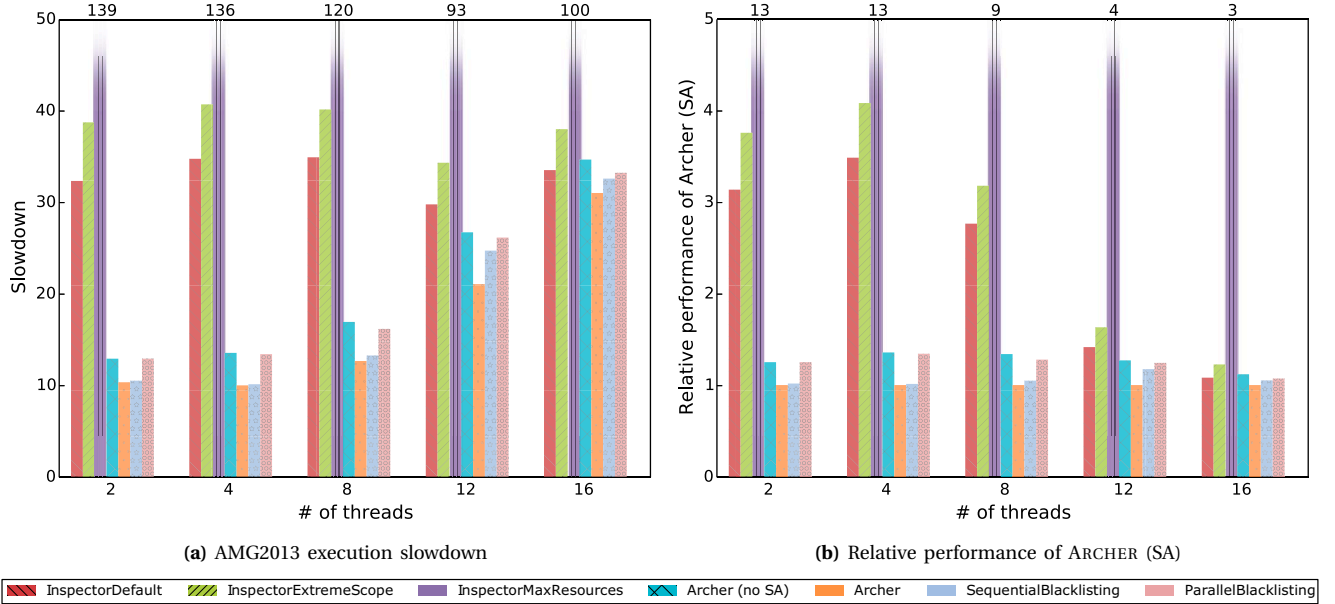 139 136 120 93 100
50
40
30
20
10
0
Slowdown
2 4 8 12 16
# of threads
(a) AMG2013 execution slowdown
13 13 9 4 3
5
4
3
2
1
0
Relative performance of Archer (SA)
2 4 8 12 16
# of threads
(b) Relative performance of ARCHER (SA)
InspectorDefault InspectorExtremeScope InspectorMaxResources Archer (no SA) Archer SequentialBlacklisting ParallelBlacklisting